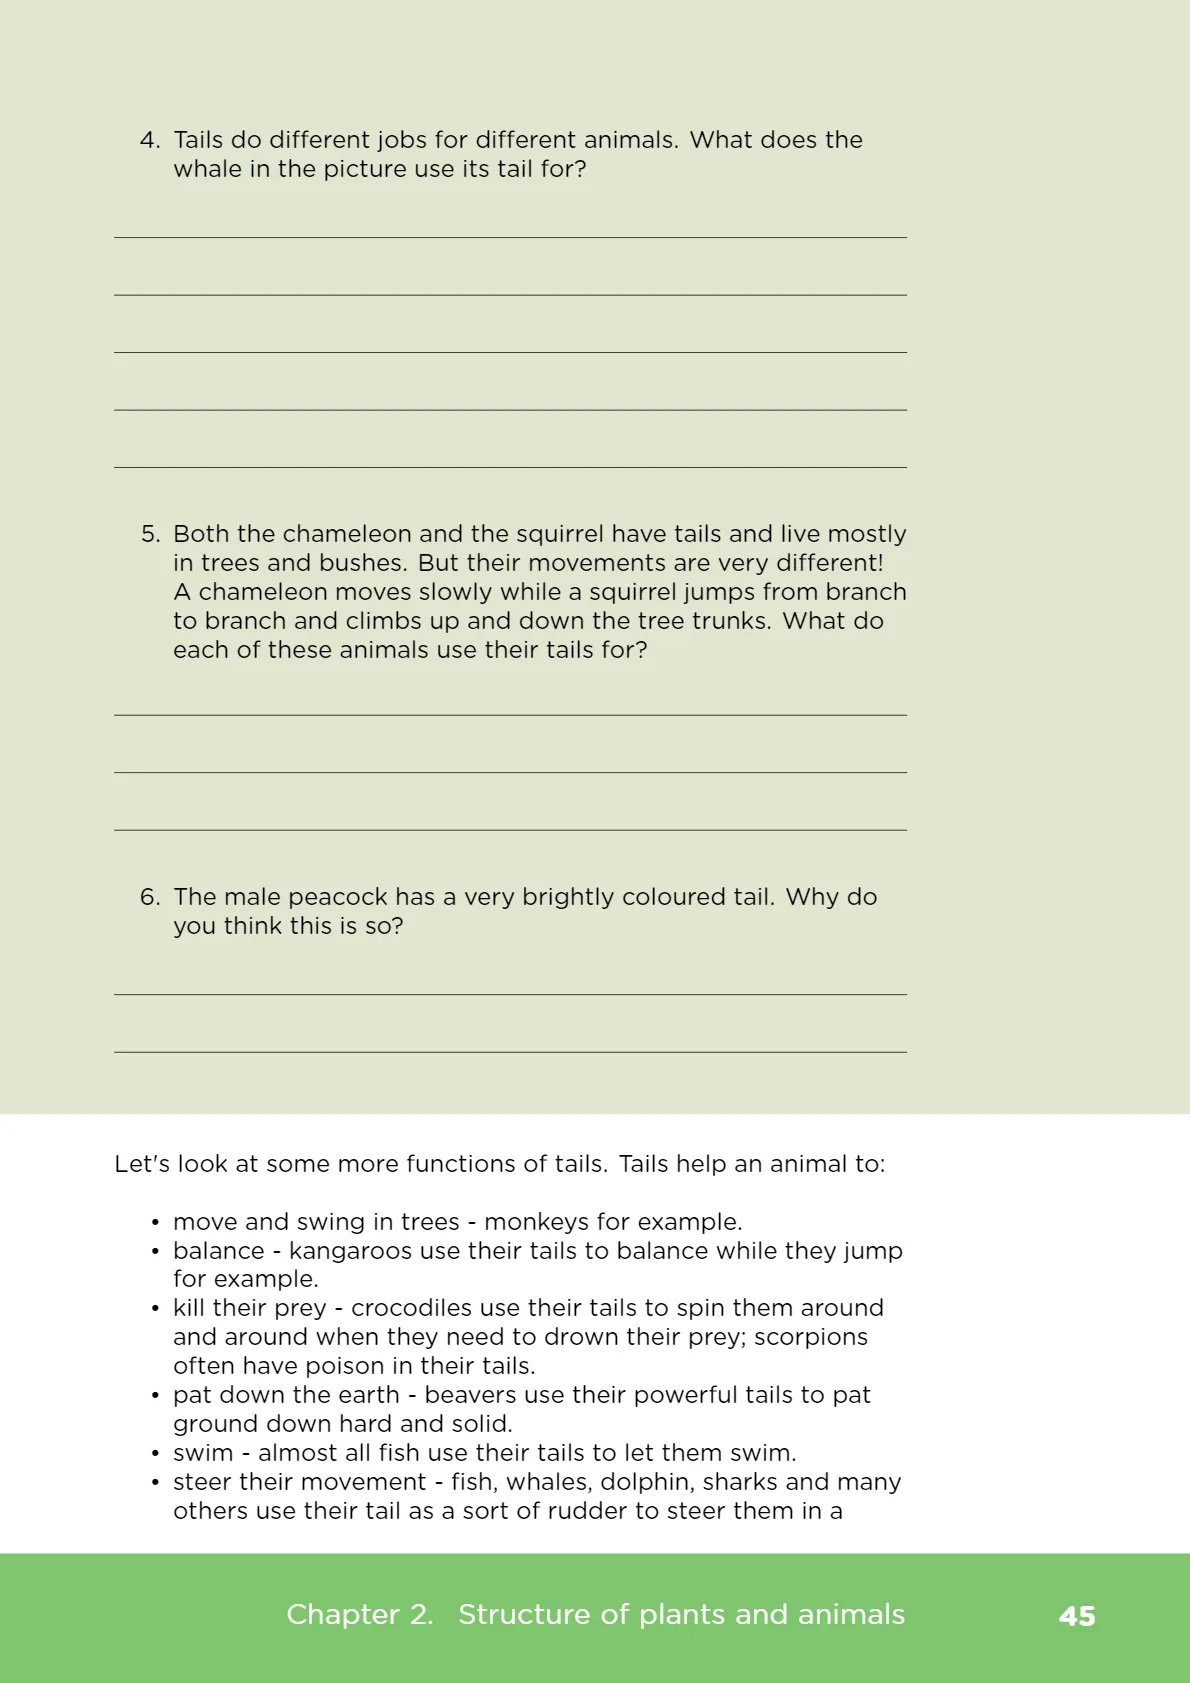 4. Tails do different jobs for different animals. What does the
whale in the picture use its tail for?
5. Both the chameleon and the squirrel have tails and live mostly
in trees and bushes. But their movements are very different!
A chameleon moves slowly while a squirrel jumps from branch
to branch and climbs up and down the tree trunks. What do
each of these animals use their tails for?
6. The male peacock has a very brightly coloured tail. Why do
you think this is so?
Let's look at some more functions of tails. Tails help an animal to:
• move and swing in trees - monkeys for example.
• balance - kangaroos use their tails to balance while they jump
for example.
• kill their prey - crocodiles use their tails to spin them around
and around when they need to drown their prey; scorpions
often have poison in their tails.
• pat down the earth - beavers use their powerful tails to pat
ground down hard and solid.
• swim - almost all fish use their tails to let them swim.
• steer their movement - fish, whales, dolphin, sharks and many
others use their tail as a sort of rudder to steer them in a
Chapter 2. Structure of plants and animals 45